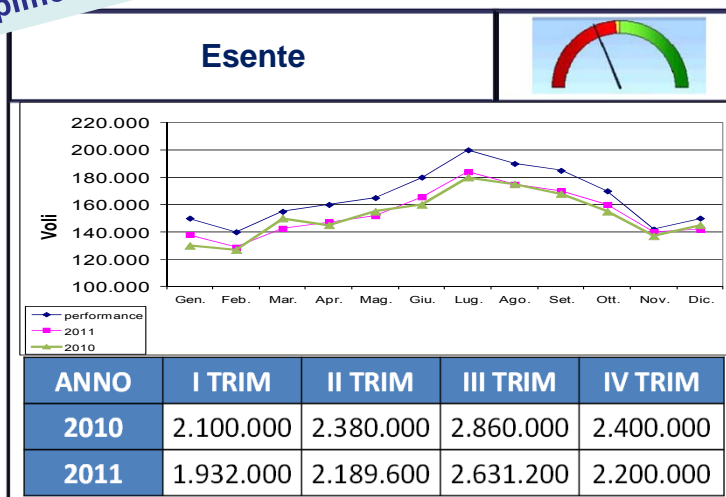 Esente
220.000
200.000
180.000
160.000
140.000
120.000
100.000
Voli
Gen. Feb. Mar. Apr. Mag. Giu. Lug. Ago. Set. Ott. Nov. Dic.
performance
2011
2010
ANNO I TRIM II TRIM III TRIM IV TRIM
2010 2.100.000 2.380.000 2.860.000 2.400.000
2011 1.932.000 2.189.600 2.631.200 2.200.000